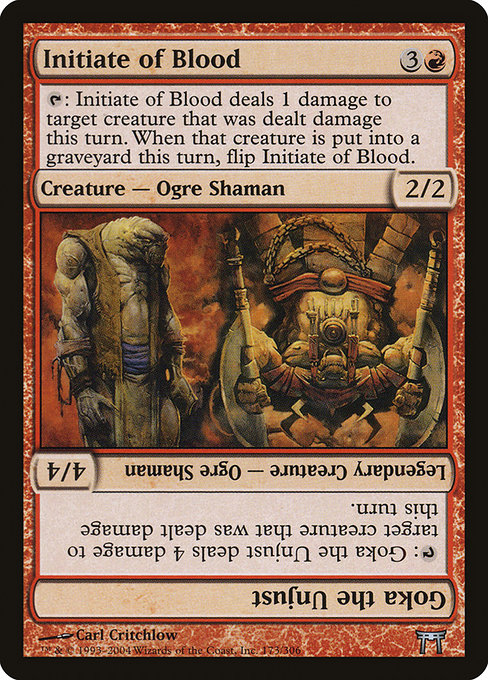 Initiate of Blood 3
: Initiate of Blood deals 1 damage to
target creature that was dealt damage
this turn. When that creature is put into a
graveyard this turn, flip Initiate of Blood.
Creature — Ogre Shaman
2/2
Goka the Unjust
: Goka the Unjust deals 4 damage to
target creature that was dealt damage
this turn.
Legendary Creature — Ogre Shaman
4/4
Carl Critchlow
™ & © 1993-2004 Wizards of the Coast, Inc. 173/306